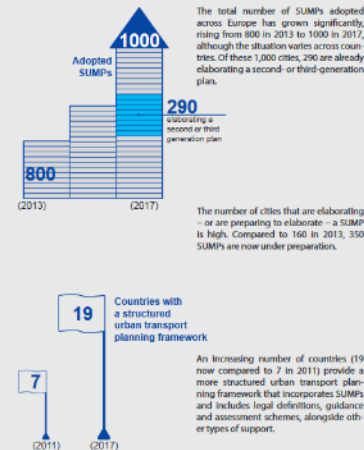 1000
Adopted
SUMPs
290
elaborating a
second or third
generation plan
800
(2013)
(2017)
The total number of SUMPs adopted
across Europe has grown significantly,
rising from 800 in 2013 to 1000 in 2017,
although the situation varies across coun-
tries. Of these 1,000 cities, 290 are already
elaborating a second- or third-generation
plan.
The number of cities that are elaborating
– or are preparing to elaborate – a SUMP
is high. Compared to 160 in 2013, 350
SUMPs are now under preparation.
19
Countries with
a structured
urban transport
planning framework
7
(2011)
(2017)
An increasing number of countries (19
now compared to 7 in 2011) provide a
more structured urban transport plan-
ning framework that incorporates SUMPs
and includes legal definitions, guidance
and assessment schemes, alongside oth-
er types of support.